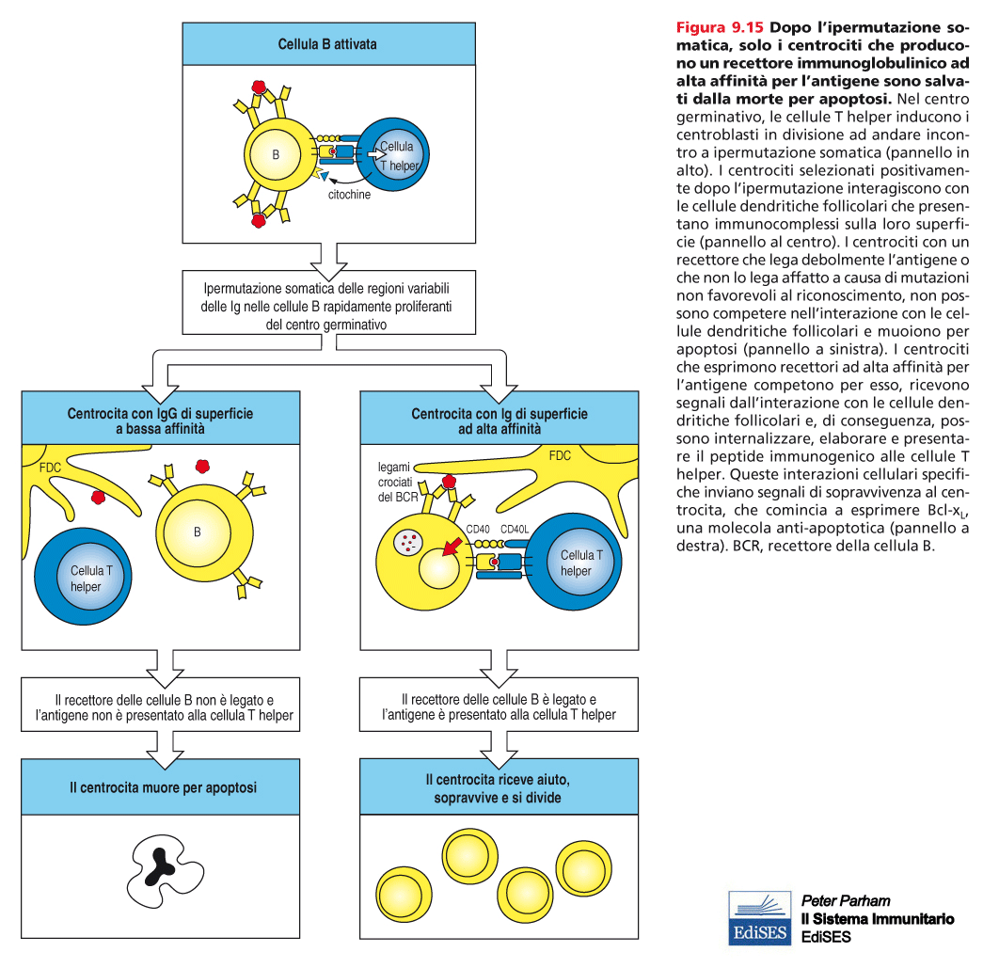 Cellula B attivata
B
Cellula
T helper
citochine
Ipermutazione somatica delle regioni variabili
delle Ig nelle cellule B rapidamente proliferanti
del centro germinativo
Centrocita con IgG di superficie
a bassa affinità
FDC
B
Cellula T
helper
Centrocita con Ig di superficie
ad alta affinità
legami
crociati
del BCR
FDC
CD40
CD40L
Cellula T
helper
Il recettore delle cellule B non è legato e
l'antigene non è presentato alla cellula T helper
Il recettore delle cellule B è legato e
l'antigene è presentato alla cellula T helper
Il centrocita muore per apoptosi
Il centrocita riceve aiuto,
sopravvive e si divide
Figura 9.15 Dopo l'ipermutazione so-
matica, solo i centrociti che produco-
no un recettore immunoglobulinico ad
alta affinità per l'antigene sono salva-
ti dalla morte per apoptosi. Nel centro
germinativo, le cellule T helper inducono i
centroblasti in divisione ad andare incon-
tro a ipermutazione somatica (pannello in
alto). I centrociti selezionati positivamen-
te dopo l'ipermutazione interagiscono con
le cellule dendritiche follicolari che presen-
tano immunocomplessi sulla loro superfi-
cie (pannello al centro). I centrociti con un
recettore che lega debolmente l'antigene o
che non lo lega affatto a causa di mutazioni
non favorevoli al riconoscimento, non pos-
sono competere nell'interazione con le cel-
lule dendritiche follicolari e muoiono per
apoptosi (pannello a sinistra). I centrociti
che esprimono recettori ad alta affinità per
l'antigene competono per esso, ricevono
segnali dall'interazione con le cellule den-
dritiche follicolari e, di conseguenza, pos-
sono internalizzare, elaborare e presenta-
re il peptide immunogenico alle cellule T
helper. Queste interazioni cellulari specifi-
che inviano segnali di sopravvivenza al cen-
trocita, che comincia a esprimere Bcl-xL,
una molecola anti-apoptotica (pannello a
destra). BCR, recettore della cellula B.
EdiSES
Peter Parham
Il Sistema Immunitario
EdiSES